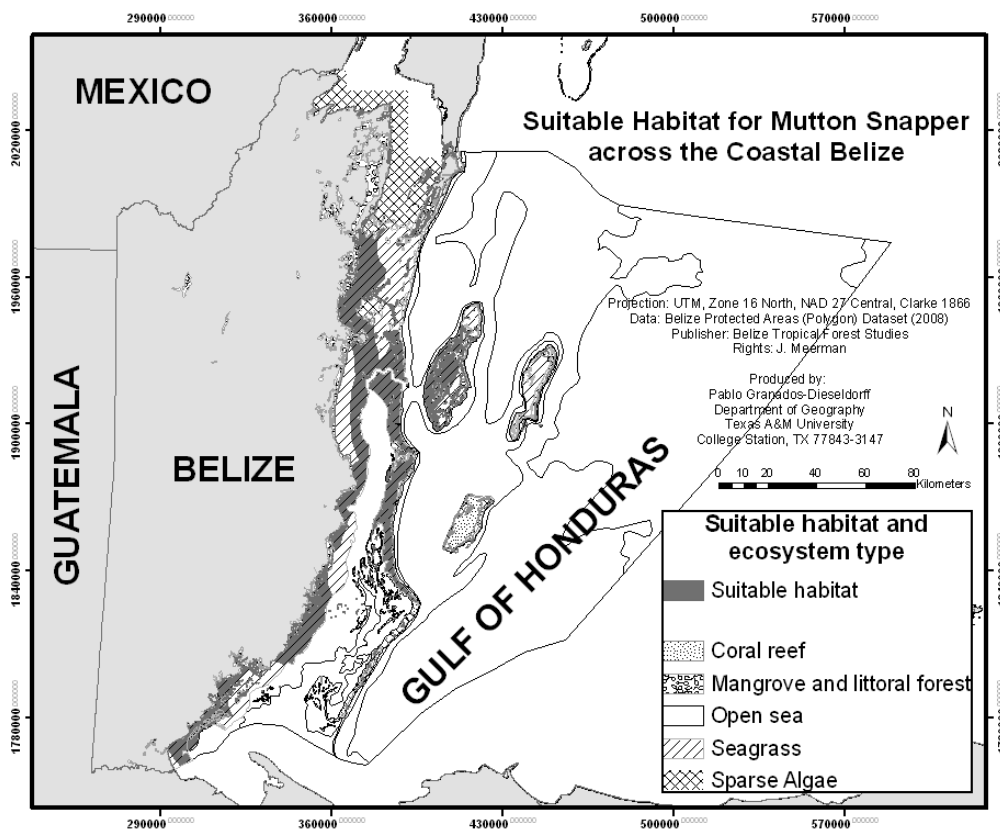 290000 360000 430000 500000 570000
MEXICO
Suitable Habitat for Mutton Snapper
across the Coastal Belize
2020000
1960000
1900000
1840000
1780000
Projection: UTM, Zone 16 North, NAD 27 Central, Clarke 1866
Data: Belize Protected Areas (Polygon) Dataset (2008)
Publisher: Belize Tropical Forest Studies
Rights: J. Meerman
Produced by:
Pablo Granados-Dieseldorff
Department of Geography
Texas A&M University
College Station, TX 77843-3147
N
0 10 20 40 60 80
Kilometers
GUATEMALA
BELIZE
GULF OF HONDURAS
Suitable habitat and
ecosystem type
Suitable habitat
Coral reef
Mangrove and littoral forest
Open sea
Seagrass
Sparse Algae
290000 360000 430000 500000 570000